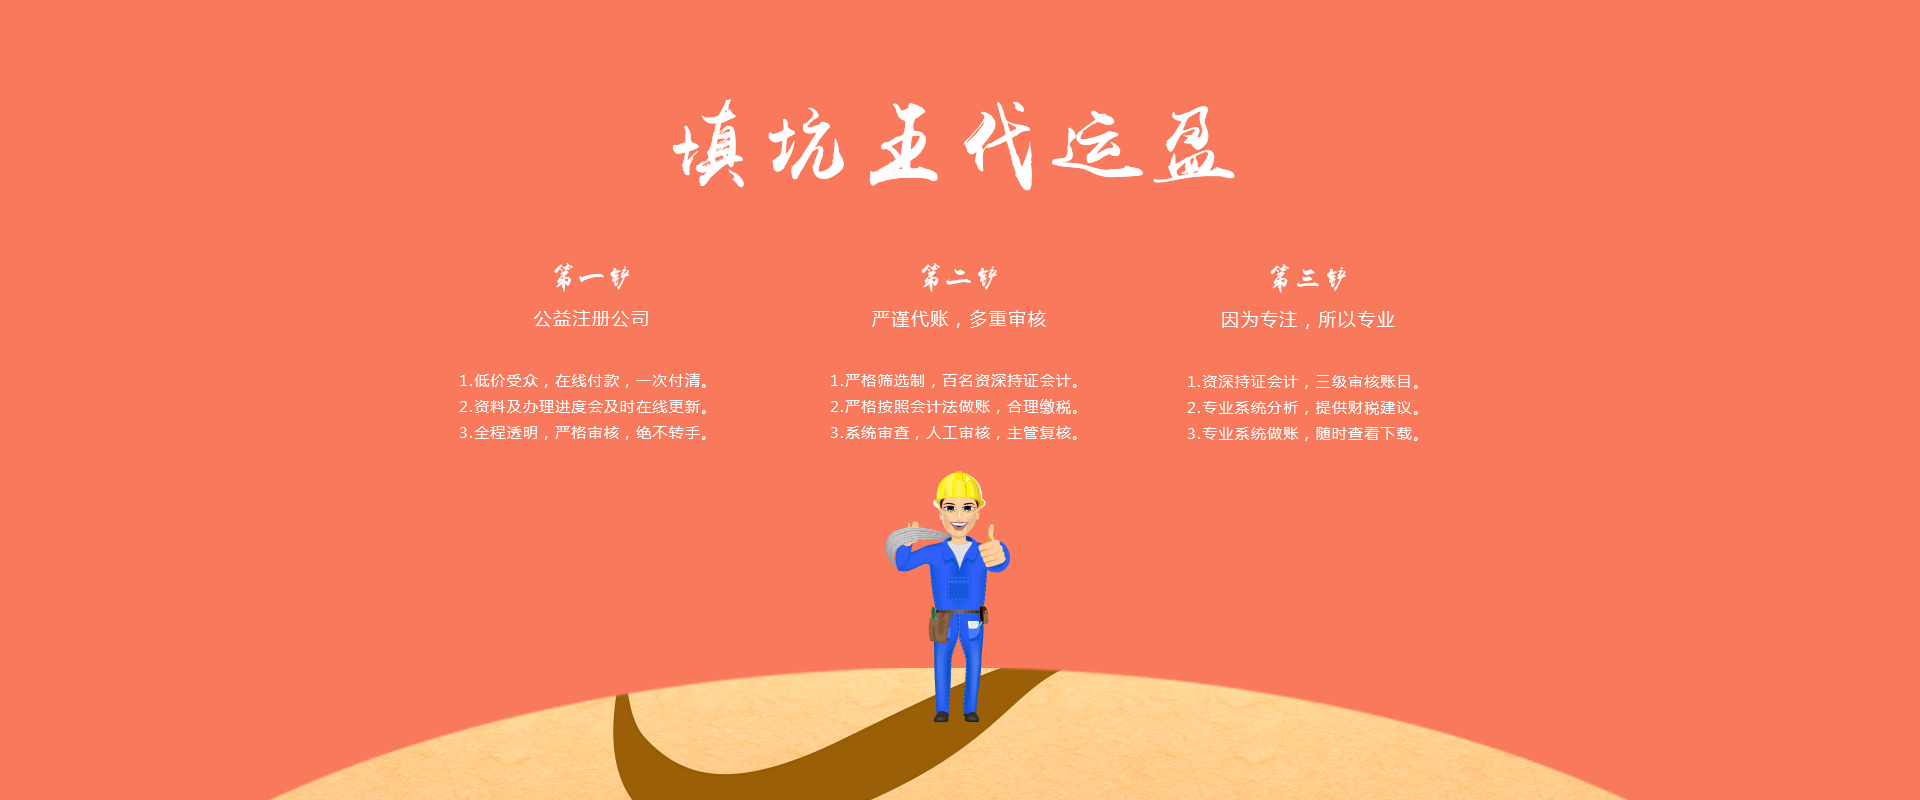 填坑王代运盈
第一铲
公益注册公司
1.低价受众，在线付款，一次付清。
2.资料及办理进度会及时在线更新。
3.全程透明，严格审核，绝不转手。
第二铲
严谨代账，多重审核
1.严格筛选制，百名资深持证会计。
2.严格按照会计法做账，合理缴税。
3.系统审查，人工审核，主管复核。
第三铲
因为专注，所以专业
1.资深持证会计，三级审核账目。
2.专业系统分析，提供财税建议。
3.专业系统做账，随时查看下载。